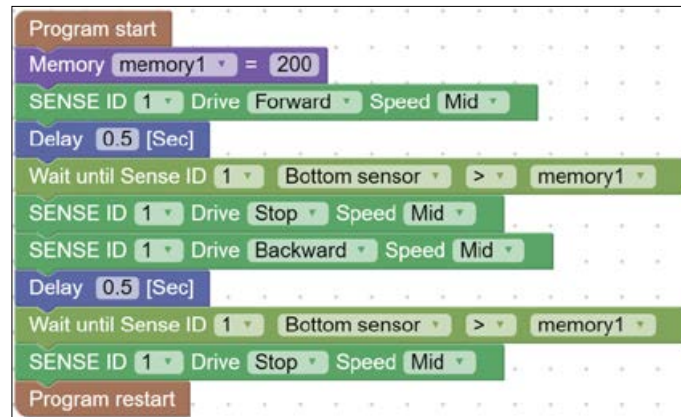 Program start
Memory memory1 = 200
SENSE ID 1 Drive Forward Speed Mid
Delay 0.5 [Sec]
Wait until Sense ID 1 Bottom sensor > memory1
SENSE ID 1 Drive Stop Speed Mid
SENSE ID 1 Drive Backward Speed Mid
Delay 0.5 [Sec]
Wait until Sense ID 1 Bottom sensor > memory1
SENSE ID 1 Drive Stop Speed Mid
Program restart